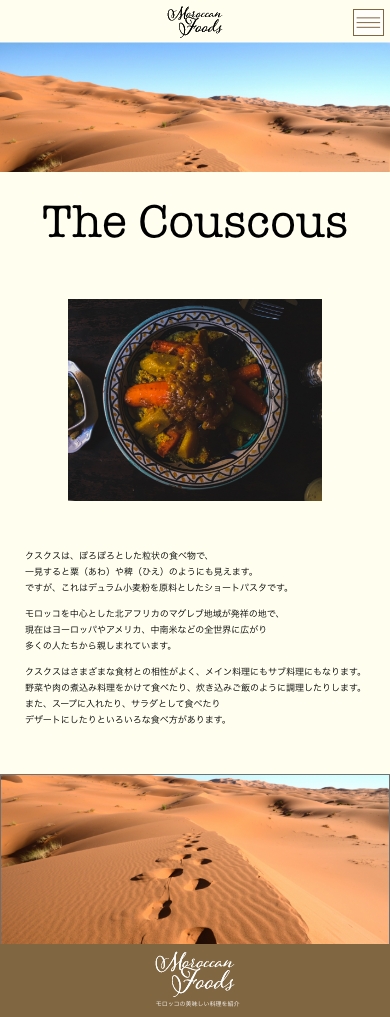 Moroccan
Foods
The Couscous
クスクスは、ぽろぽろとした粒状の食べ物で、
一見すると粟（あわ）や稗（ひえ）のようにも見えます。
ですが、これはデュラム小麦粉を原料としたショートパスタです。
モロッコを中心とした北アフリカのマグレブ地域が発祥の地で、
現在はヨーロッパやアメリカ、中南米などの全世界に広がり
多くの人たちから親しまれています。
クスクスはさまざまな食材との相性がよく、メイン料理にもサブ料理にもなります。
野菜や肉の煮込み料理をかけて食べたり、炊き込みご飯のように調理したりします。
また、スープに入れたり、サラダとして食べたり
デザートにしたりといろいろな食べ方があります。
Moroccan
Foods
モロッコの美味しい料理を紹介